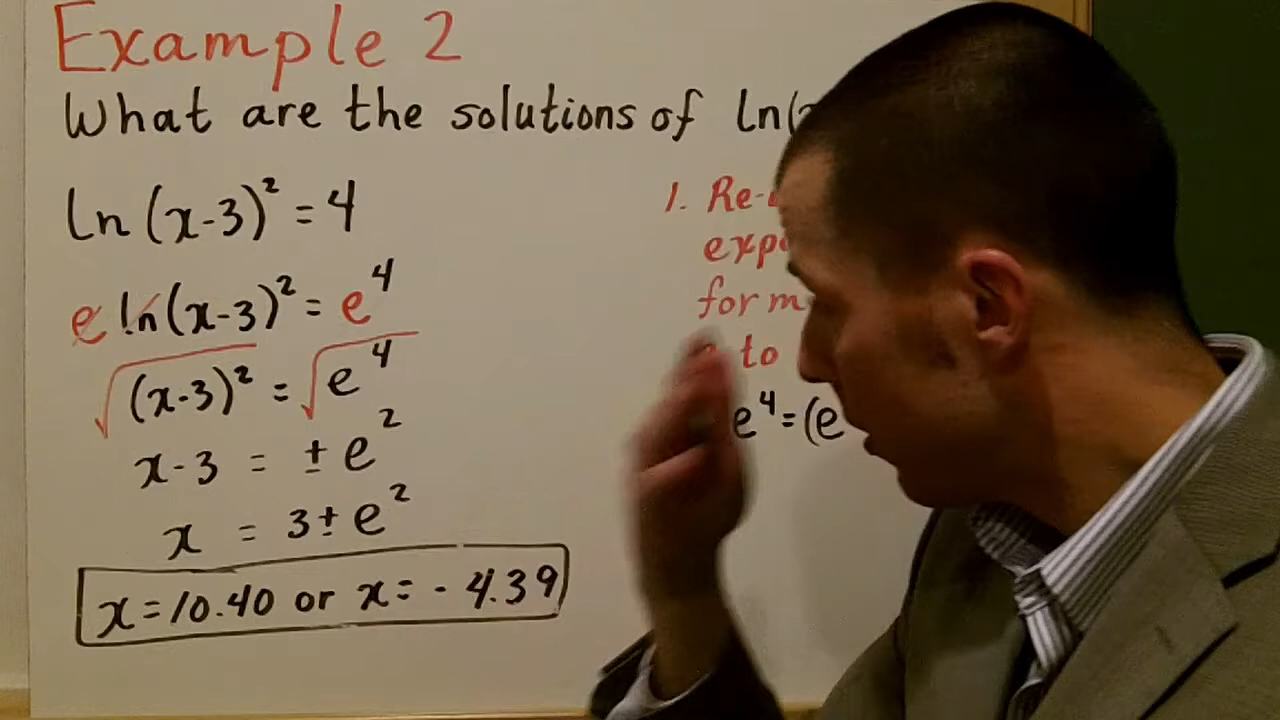 Example 2
What are the solutions of ln(
ln(x-3)² = 4
e ln(x-3)² = e⁴
√(x-3)² = √e⁴
x-3 = ± e²
x = 3 ± e²
x=10.40 or x= - 4.39
1. Re-
exp
form
to
e⁴=(e